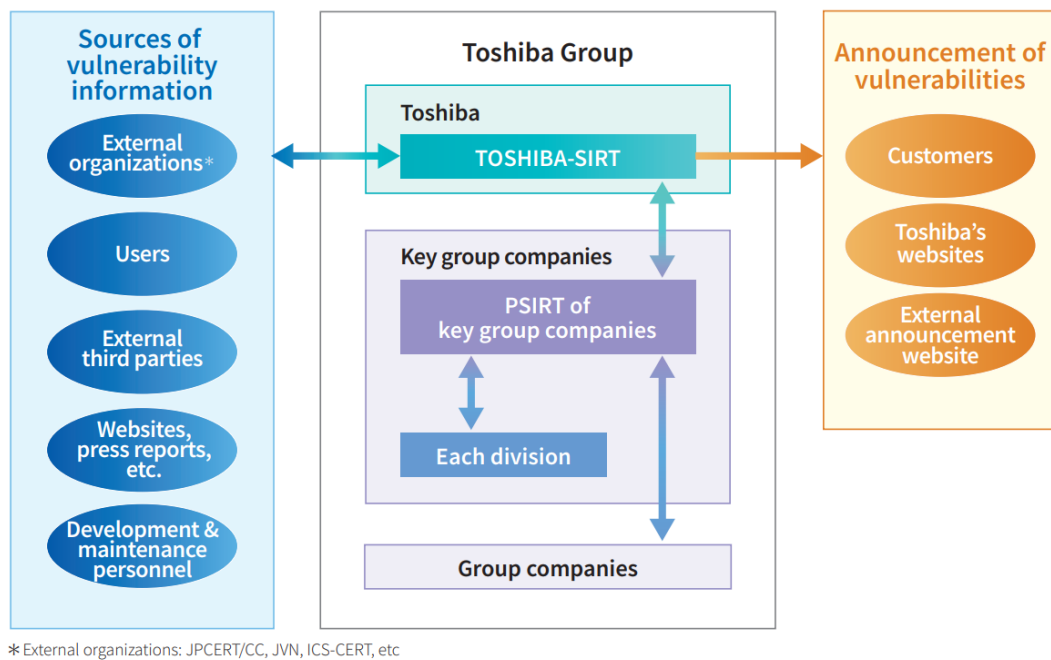 Sources of
vulnerability
information
External
organizations*
Users
External
third parties
Websites,
press reports,
etc.
Development &
maintenance
personnel
Toshiba Group
Toshiba
TOSHIBA-SIRT
Key group companies
PSIRT of
key group companies
Each division
Group companies
Announcement of
vulnerabilities
Customers
Toshiba's
websites
External
announcement
website
* External organizations: JPCERT/CC, JVN, ICS-CERT, etc